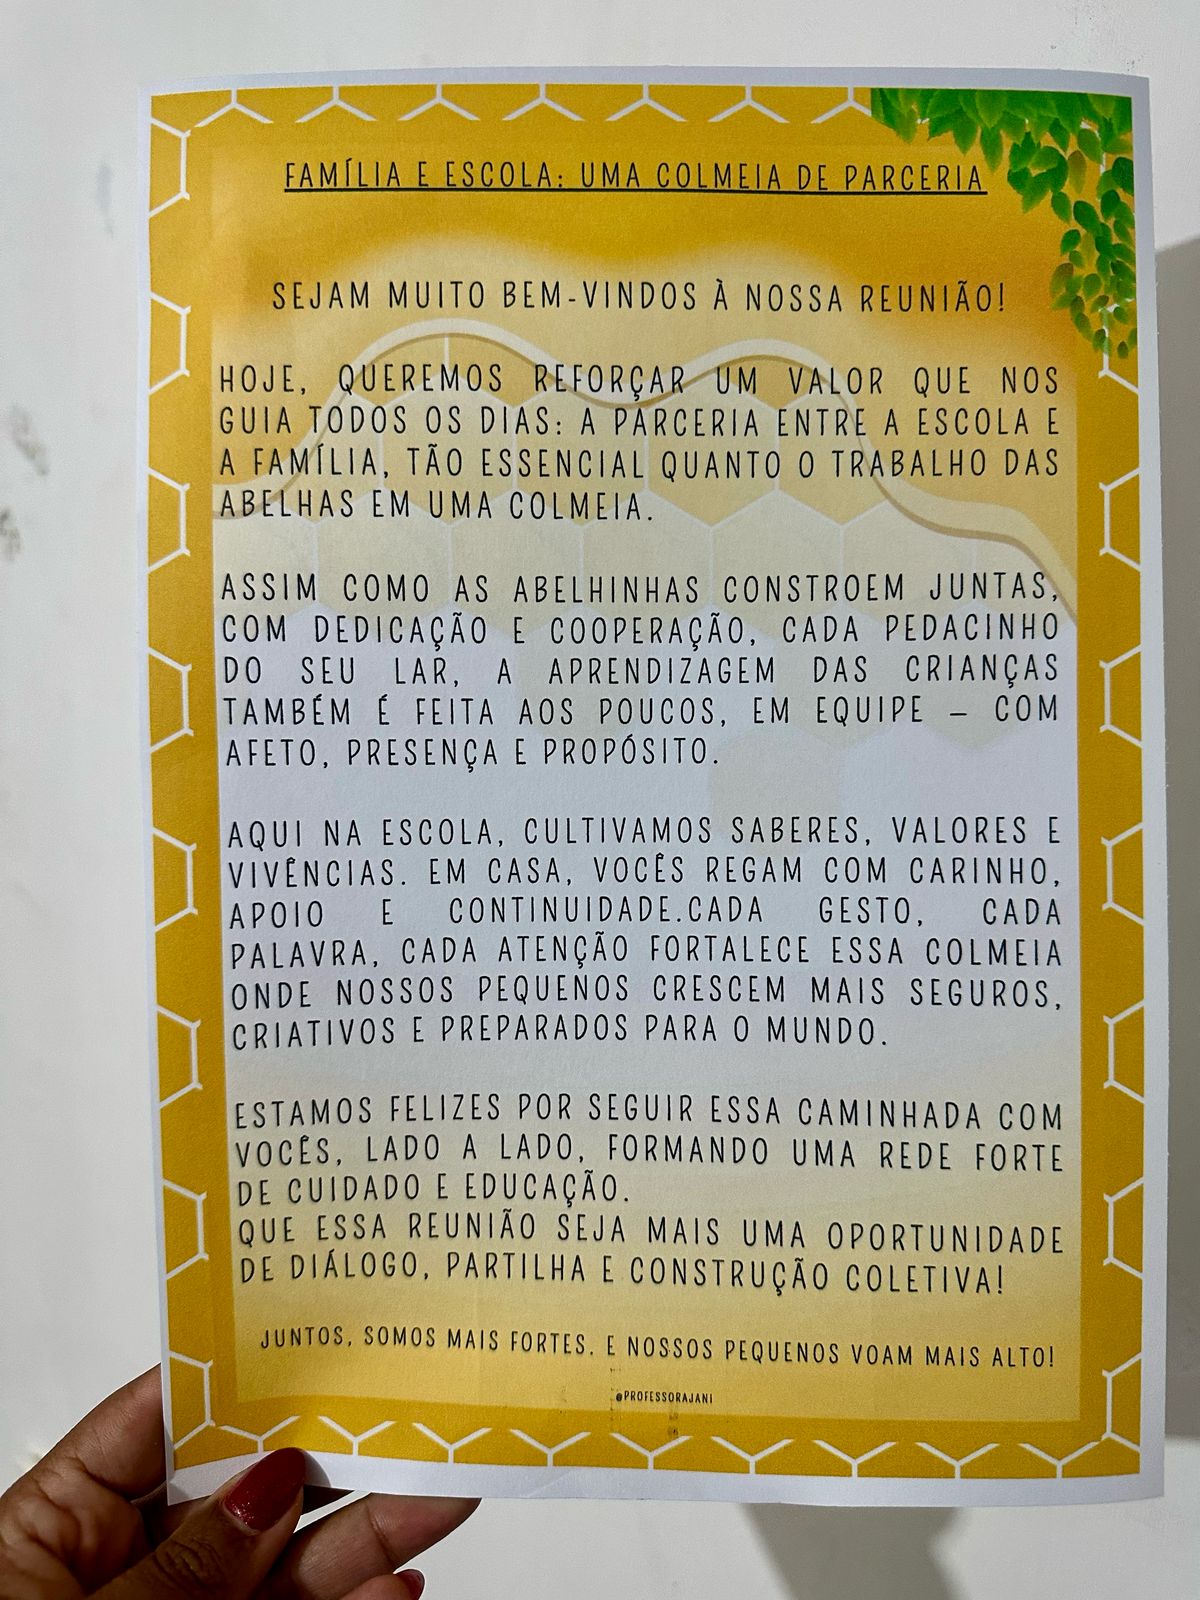 FAMÍLIA E ESCOLA: UMA COLMEIA DE PARCERIA
SEJAM MUITO BEM-VINDOS À NOSSA REUNIÃO!
HOJE, QUEREMOS REFORÇAR UM VALOR QUE NOS
GUIA TODOS OS DIAS: A PARCERIA ENTRE A ESCOLA E
A FAMÍLIA, TÃO ESSENCIAL QUANTO O TRABALHO DAS
ABELHAS EM UMA COLMEIA.
ASSIM COMO AS ABELHINHAS CONSTROEM JUNTAS,
COM DEDICAÇÃO E COOPERAÇÃO, CADA PEDACINHO
DO SEU LAR, A APRENDIZAGEM DAS CRIANÇAS
TAMBÉM É FEITA AOS POUCOS, EM EQUIPE – COM
AFETO, PRESENÇA E PROPÓSITO.
AQUI NA ESCOLA, CULTIVAMOS SABERES, VALORES E
VIVÊNCIAS. EM CASA, VOCÊS REGAM COM CARINHO,
APOIO E CONTINUIDADE.CADA GESTO, CADA
PALAVRA, CADA ATENÇÃO FORTALECE ESSA COLMEIA
ONDE NOSSOS PEQUENOS CRESCEM MAIS SEGUROS,
CRIATIVOS E PREPARADOS PARA O MUNDO.
ESTAMOS FELIZES POR SEGUIR ESSA CAMINHADA COM
VOCÊS, LADO A LADO, FORMANDO UMA REDE FORTE
DE CUIDADO E EDUCAÇÃO.
QUE ESSA REUNIÃO SEJA MAIS UMA OPORTUNIDADE
DE DIÁLOGO, PARTILHA E CONSTRUÇÃO COLETIVA!
JUNTOS, SOMOS MAIS FORTES. E NOSSOS PEQUENOS VOAM MAIS ALTO!
@PROFESSORAJANI